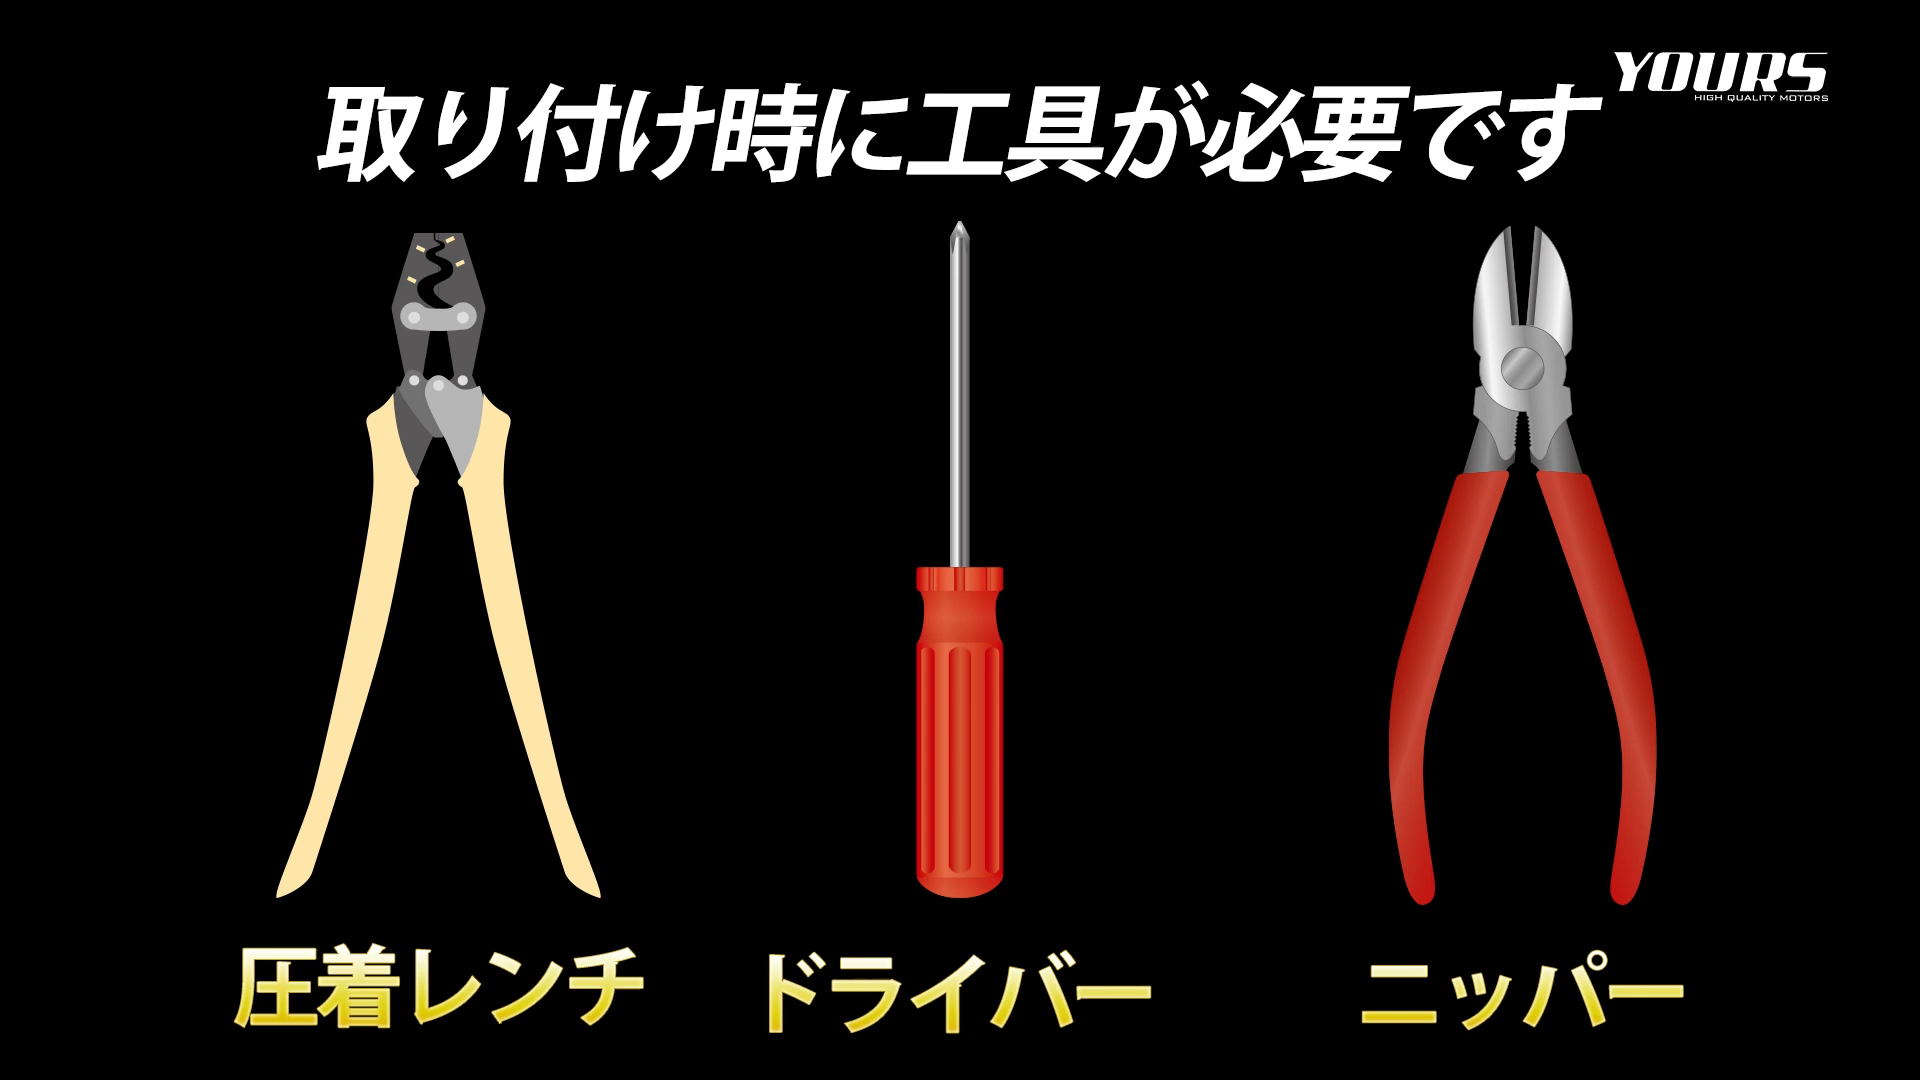 YOURS
HIGH QUALITY MOTORS
取り付け時に工具が必要です
圧着レンチ
ドライバー
ニッパー